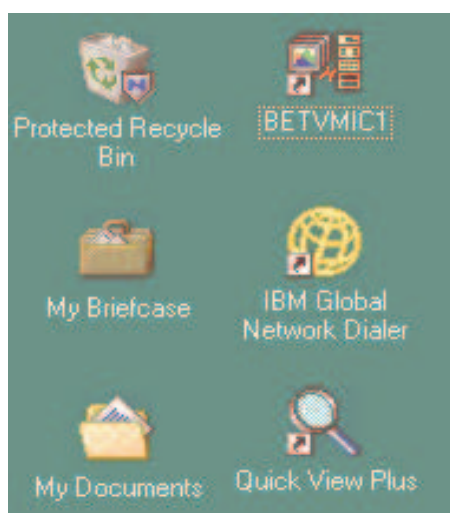 Protected Recycle
Bin
BETVMIC1
My Briefcase
IBM Global
Network Dialer
My Documents
Quick View Plus